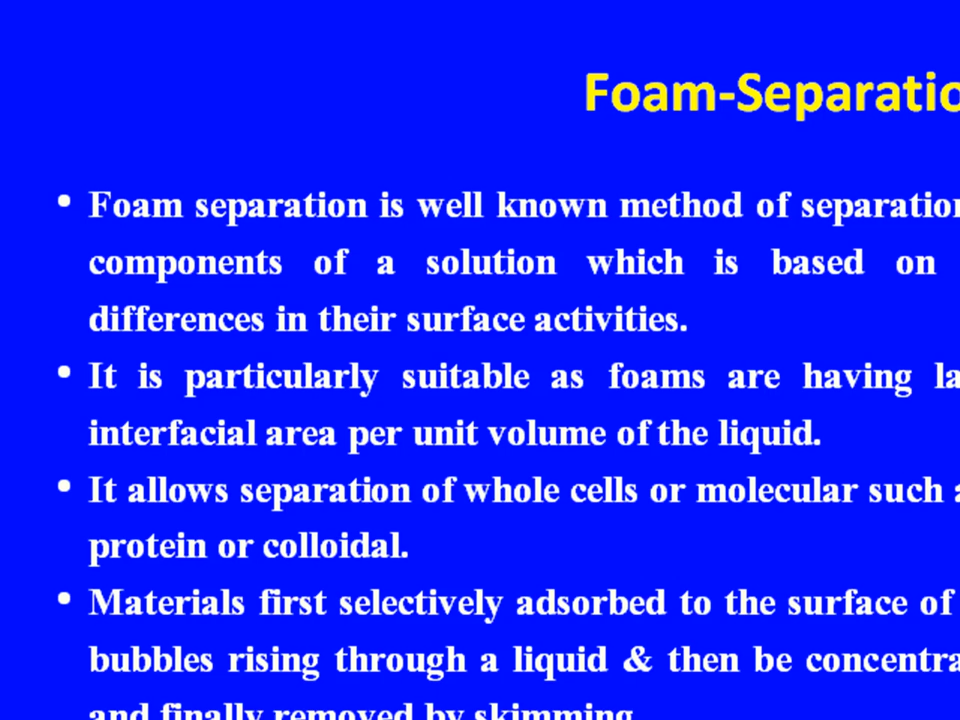 Foam-Separatio
• Foam separation is well known method of separation
components of a solution which is based on
differences in their surface activities.
• It is particularly suitable as foams are having la
interfacial area per unit volume of the liquid.
• It allows separation of whole cells or molecular such a
protein or colloidal.
• Materials first selectively adsorbed to the surface of
bubbles rising through a liquid & then be concentra
and finally removed by skimming